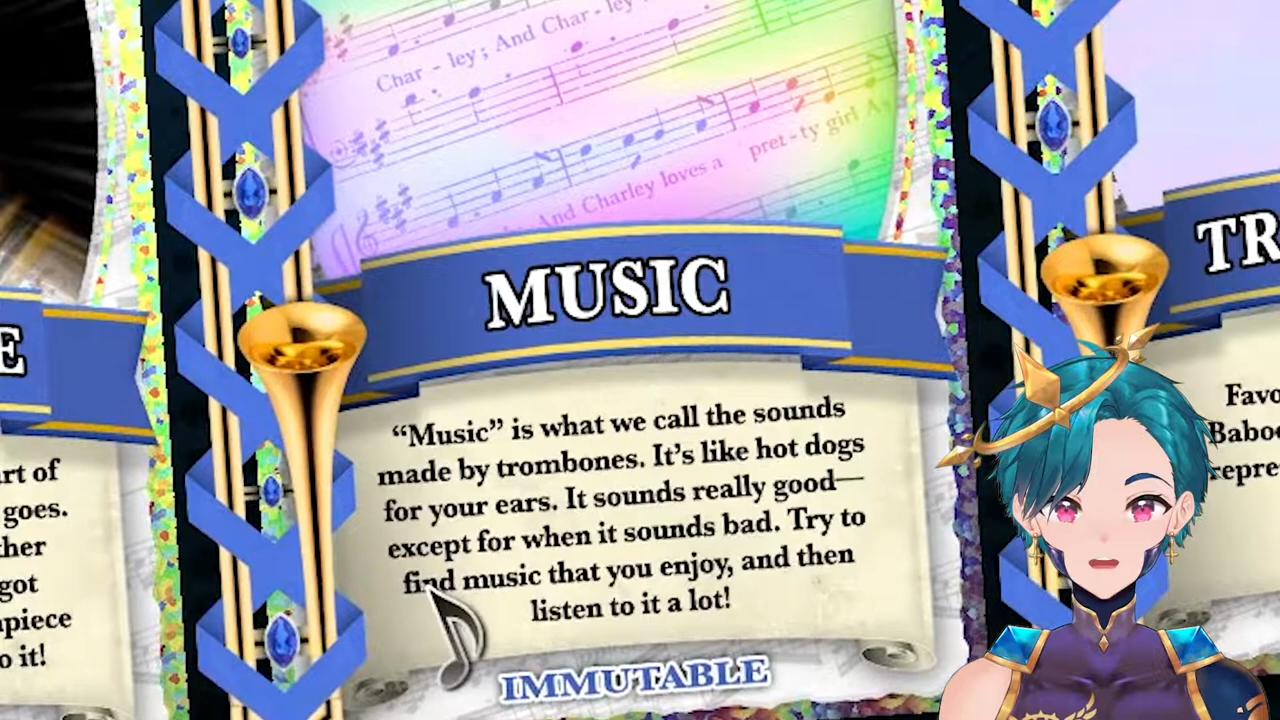 Char - ley; And Char - ley
And Charley loves a pret - ty girl A,
E
MUSIC
TR
"Music" is what we call the sounds
made by trombones. It's like hot dogs
for your ears. It sounds really good—
except for when it sounds bad. Try to
find music that you enjoy, and then
listen to it a lot!
IMMUTABLE
rt of
goes.
ther
got
piece
o it!
Favo
Baboo
repre